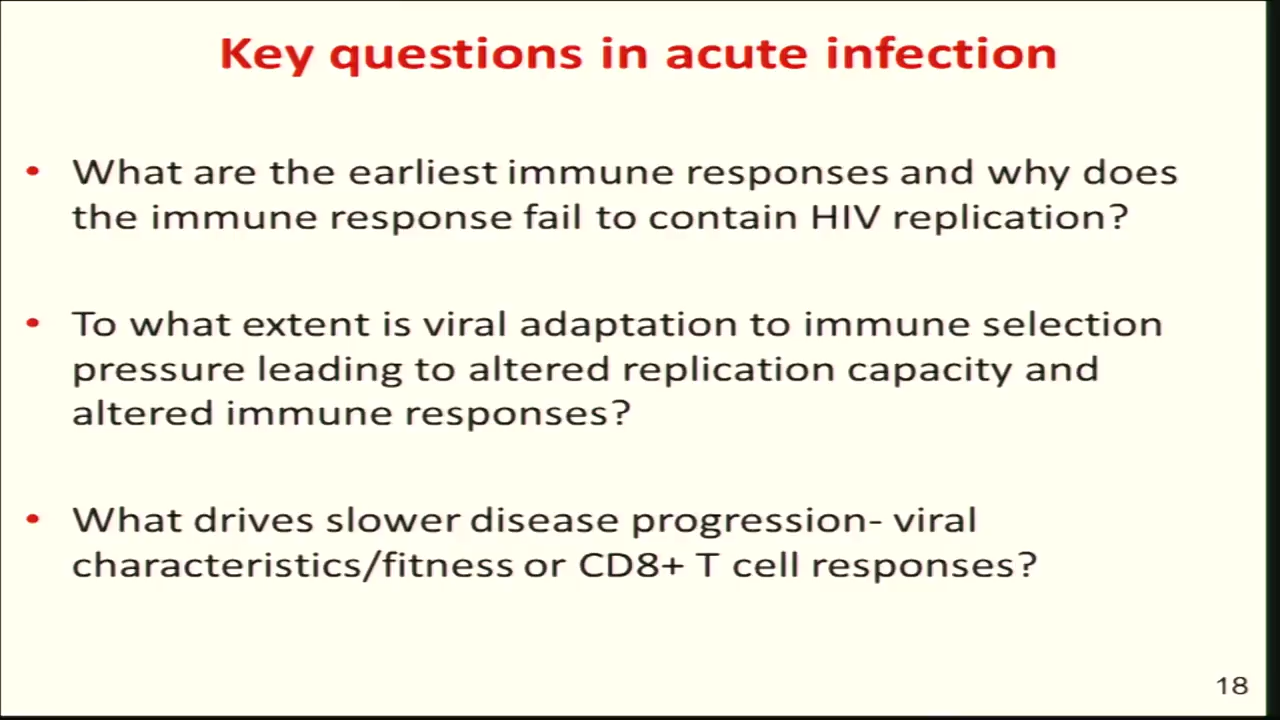 Key questions in acute infection
• What are the earliest immune responses and why does
the immune response fail to contain HIV replication?
• To what extent is viral adaptation to immune selection
pressure leading to altered replication capacity and
altered immune responses?
• What drives slower disease progression- viral
characteristics/fitness or CD8+ T cell responses?
18